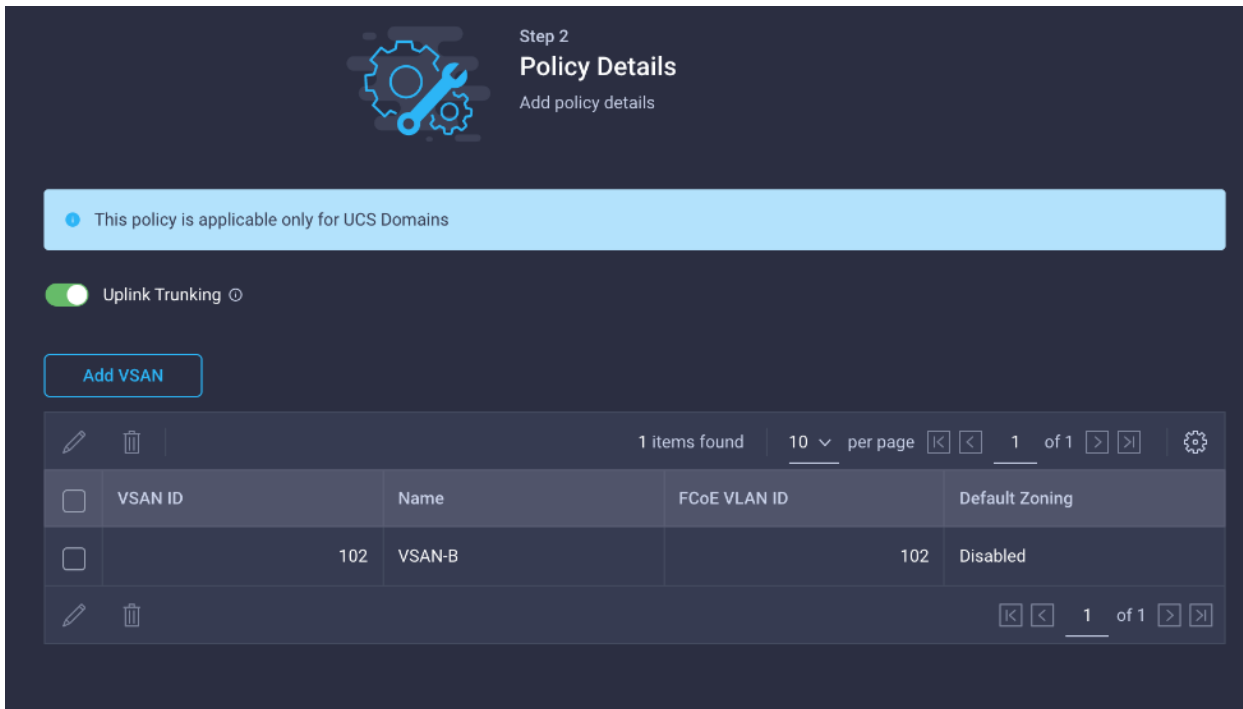 Step 2
Policy Details
Add policy details
This policy is applicable only for UCS Domains
Uplink Trunking
Add VSAN
1 items found 10 per page 1 of 1
VSAN ID Name FCoE VLAN ID Default Zoning
102 VSAN-B 102 Disabled
1 of 1